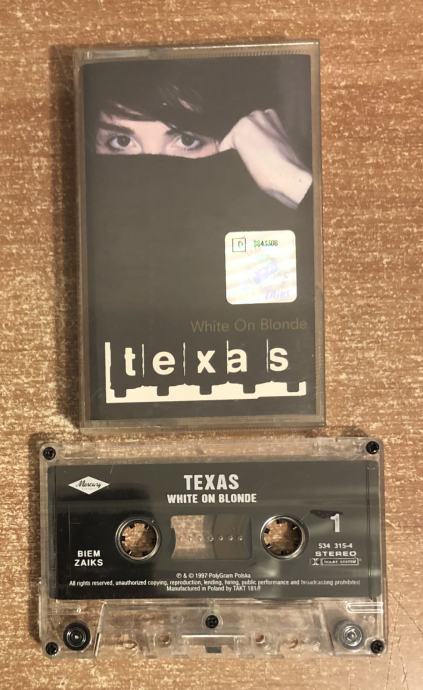 White On Blonde
texas
Mercury
TEXAS
WHITE ON BLONDE
1
534 315-4
STEREO
BIEM
ZAIKS
℗ & © 1997 PolyGram Polska
All rights reserved, unauthorized copying, reproduction, lending, hiring, public performance and broadcasting prohibited
Manufactured in Poland by TAKT